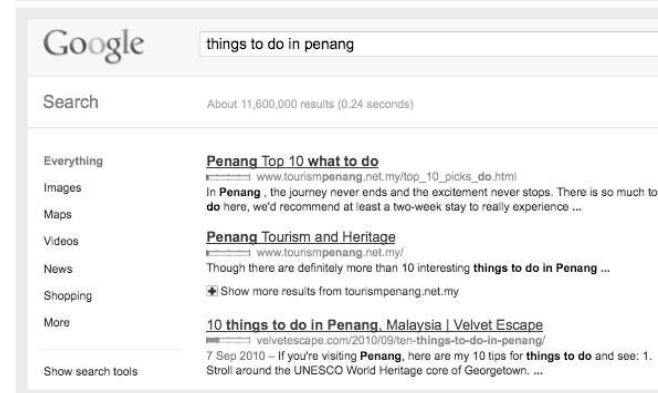 Google
things to do in penang
Search
About 11,600,000 results (0.24 seconds)
Everything
Images
Maps
Videos
News
Shopping
More
Show search tools
Penang Top 10 what to do
www.tourismpenang.net.my/top_10_picks_do.html
In Penang , the journey never ends and the excitement never stops. There is so much to
do here, we'd recommend at least a two-week stay to really experience ...
Penang Tourism and Heritage
www.tourismpenang.net.my/
Though there are definitely more than 10 interesting things to do in Penang ...
Show more results from tourismpenang.net.my
10 things to do in Penang, Malaysia | Velvet Escape
velvetescape.com/2010/09/ten-things-to-do-in-penang/
7 Sep 2010 – If you're visiting Penang, here are my 10 tips for things to do and see: 1.
Stroll around the UNESCO World Heritage core of Georgetown. ...